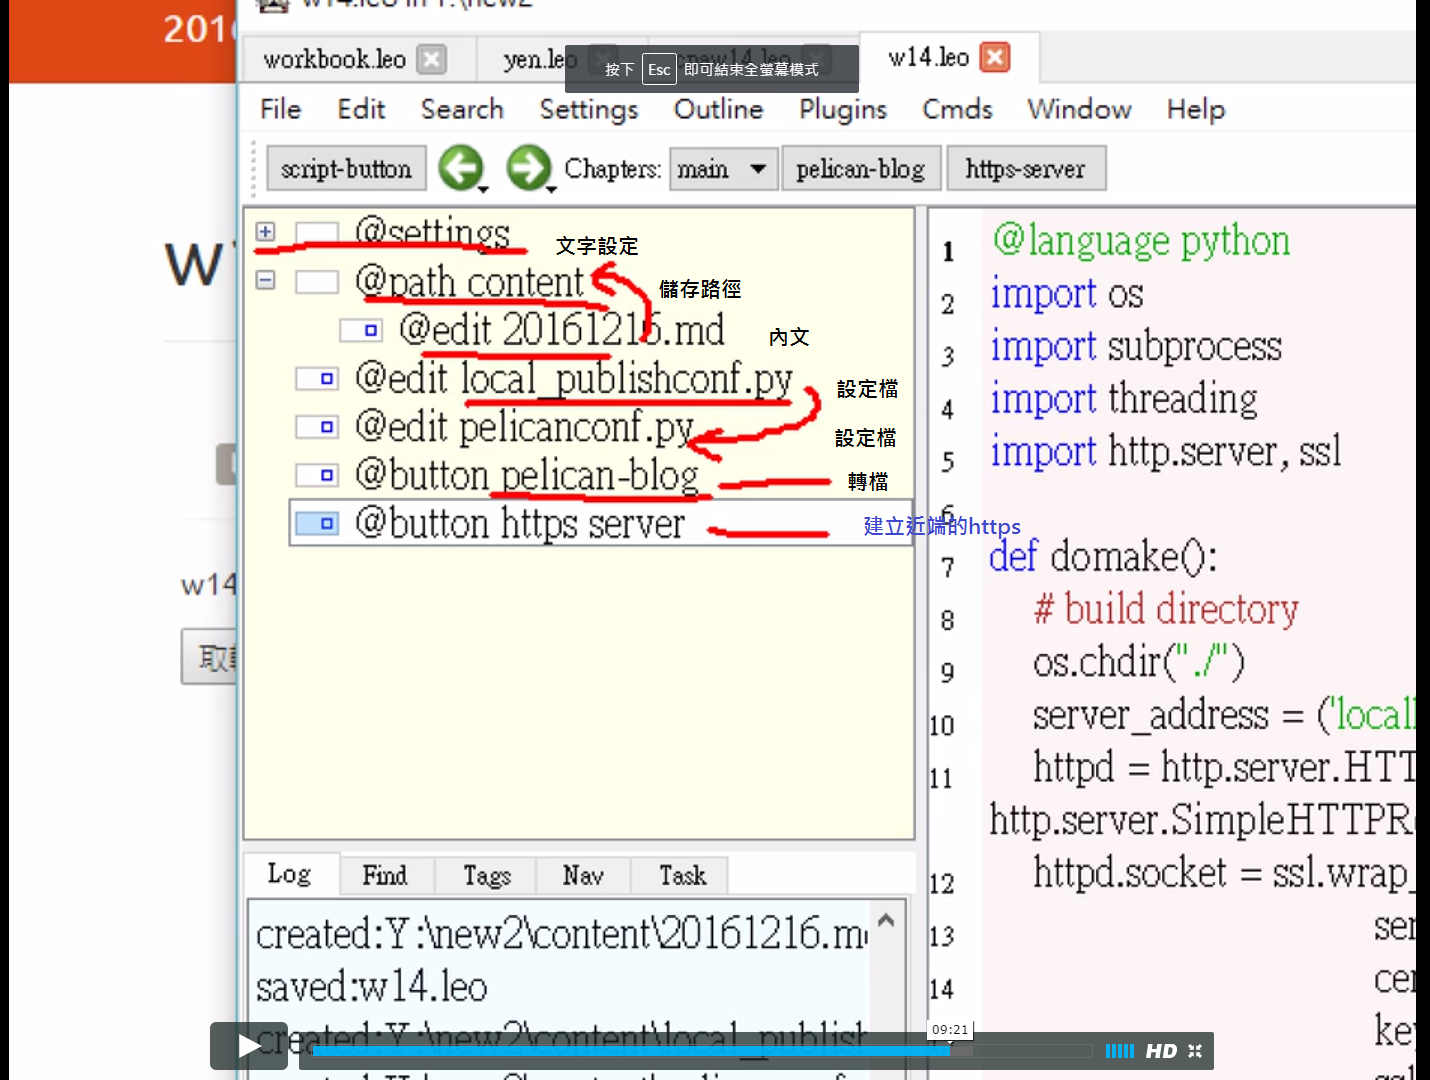 w14.leo in Y:\new2
2016
workbook.leo yen.leo w14.leo
按下 Esc 即可結束全螢幕模式
File Edit Search Settings Outline Plugins Cmds Window Help
script-button Chapters: main pelican-blog https-server
@settings 文字設定
@path content 儲存路徑
@edit 20161216.md 內文
@edit local_publishconf.py 設定檔
@edit pelicanconf.py 設定檔
@button pelican-blog 轉檔
@button https server 建立近端的https
1 @language python
2 import os
3 import subprocess
4 import threading
5 import http.server, ssl
6
7 def domake():
8 # build directory
9 os.chdir("./")
10 server_address = ('local
11 httpd = http.server.HTT
http.server.SimpleHTTPR
12 httpd.socket = ssl.wrap_
13 ser
14 cer
key
w14
取
Log Find Tags Nav Task
created:Y:\new2\content\20161216.m
saved:w14.leo
created:Y:\new2\content\local_publish
09:21
HD